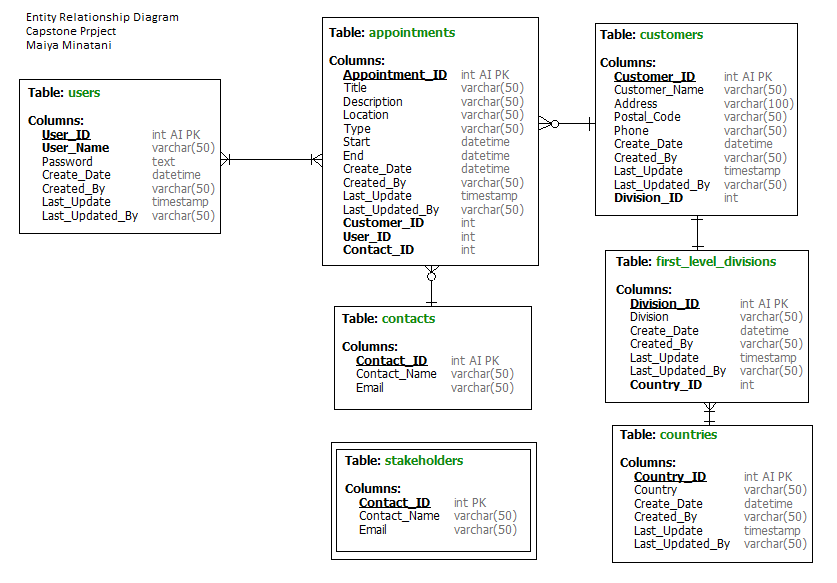 Entity Relationship Diagram
Capstone Prpject
Maiya Minatani
Table: users
Columns:
User_ID int AI PK
User_Name varchar(50)
Password text
Create_Date datetime
Created_By varchar(50)
Last_Update timestamp
Last_Updated_By varchar(50)
Table: appointments
Columns:
Appointment_ID int AI PK
Title varchar(50)
Description varchar(50)
Location varchar(50)
Type varchar(50)
Start datetime
End datetime
Create_Date datetime
Created_By varchar(50)
Last_Update timestamp
Last_Updated_By varchar(50)
Customer_ID int
User_ID int
Contact_ID int
Table: customers
Columns:
Customer_ID int AI PK
Customer_Name varchar(50)
Address varchar(100)
Postal_Code varchar(50)
Phone varchar(50)
Create_Date datetime
Created_By varchar(50)
Last_Update timestamp
Last_Updated_By varchar(50)
Division_ID int
Table: first_level_divisions
Columns:
Division_ID int AI PK
Division varchar(50)
Create_Date datetime
Created_By varchar(50)
Last_Update timestamp
Last_Updated_By varchar(50)
Country_ID int
Table: contacts
Columns:
Contact_ID int AI PK
Contact_Name varchar(50)
Email varchar(50)
Table: stakeholders
Columns:
Contact_ID int PK
Contact_Name varchar(50)
Email varchar(50)
Table: countries
Columns:
Country_ID int AI PK
Country varchar(50)
Create_Date datetime
Created_By varchar(50)
Last_Update timestamp
Last_Updated_By varchar(50)